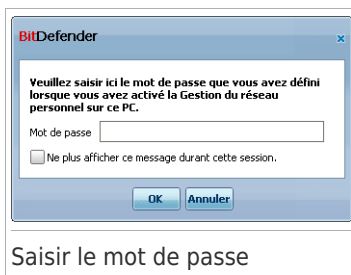 BitDefender
Veuillez saisir ici le mot de passe que vous avez défini
lorsque vous avez activé la Gestion du réseau
personnel sur ce PC.
Mot de passe
Ne plus afficher ce message durant cette session.
OK Annuler
Saisir le mot de passe